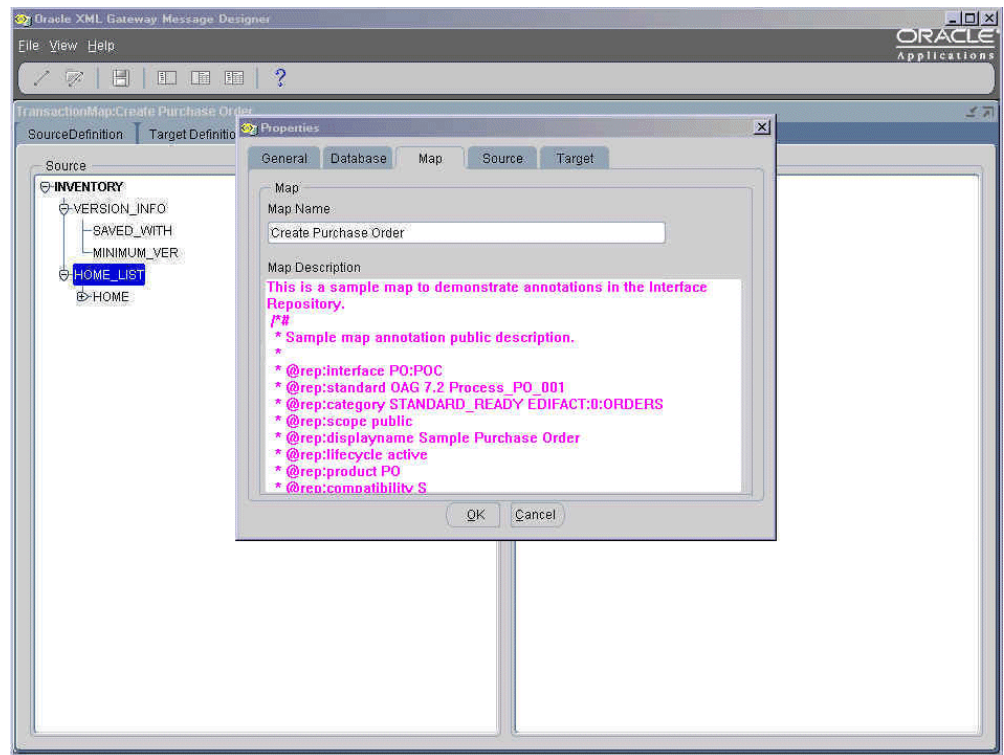 Oracle XML Gateway Message Designer
File View Help
ORACLE
Applications
?
TransactionMap:Create Purchase Order
SourceDefinition Target Definitio
Source
INVENTORY
VERSION_INFO
SAVED_WITH
MINIMUM_VER
HOME_LIST
HOME
Properties
General Database Map Source Target
Map
Map Name
Create Purchase Order
Map Description
This is a sample map to demonstrate annotations in the Interface
Repository.
/*#
* Sample map annotation public description.
*
* @rep:interface PO:POC
* @rep:standard OAG 7.2 Process_PO_001
* @rep:category STANDARD_READY EDIFACT:0:ORDERS
* @rep:scope public
* @rep:displayname Sample Purchase Order
* @rep:lifecycle active
* @rep:product PO
* @rep:compatibility S
OK Cancel